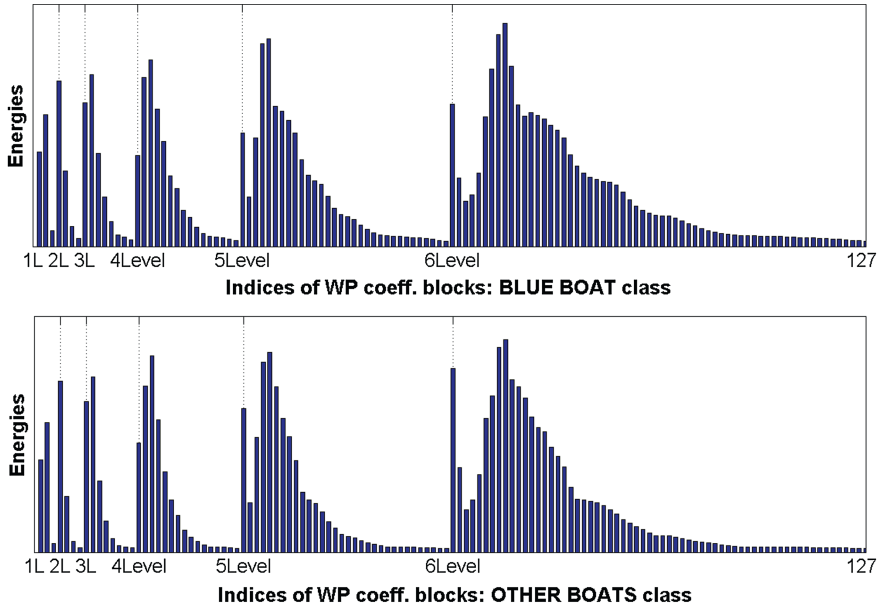 Energies
1L 2L 3L 4Level 5Level 6Level 127
Indices of WP coeff. blocks: BLUE BOAT class
Energies
1L 2L 3L 4Level 5Level 6Level 127
Indices of WP coeff. blocks: OTHER BOATS class